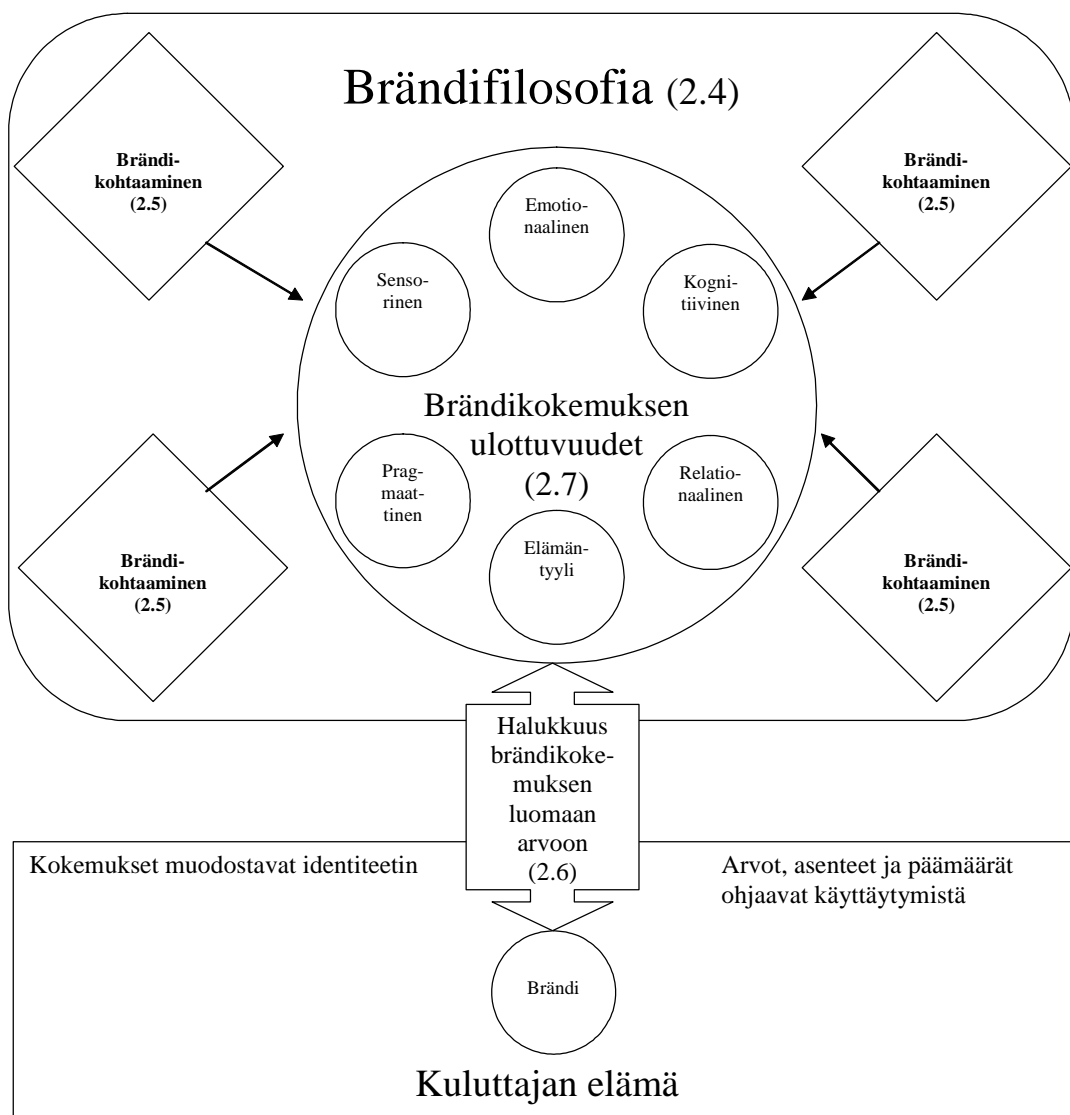 Brändifilosofia (2.4)
Brändi-
kohtaaminen
(2.5)
Brändi-
kohtaaminen
(2.5)
Emotio-
naalinen
Senso-
rinen
Kogni-
tiivinen
Brändikokemuksen
ulottuvuudet
(2.7)
Prag-
maat-
tinen
Relatio-
naalinen
Elämän-
tyyli
Brändi-
kohtaaminen
(2.5)
Brändi-
kohtaaminen
(2.5)
Halukkuus
brändikoke-
muksen
luomaan
arvoon
(2.6)
Kokemukset muodostavat identiteetin
Arvot, asenteet ja päämäärät
ohjaavat käyttäytymistä
Brändi
Kuluttajan elämä